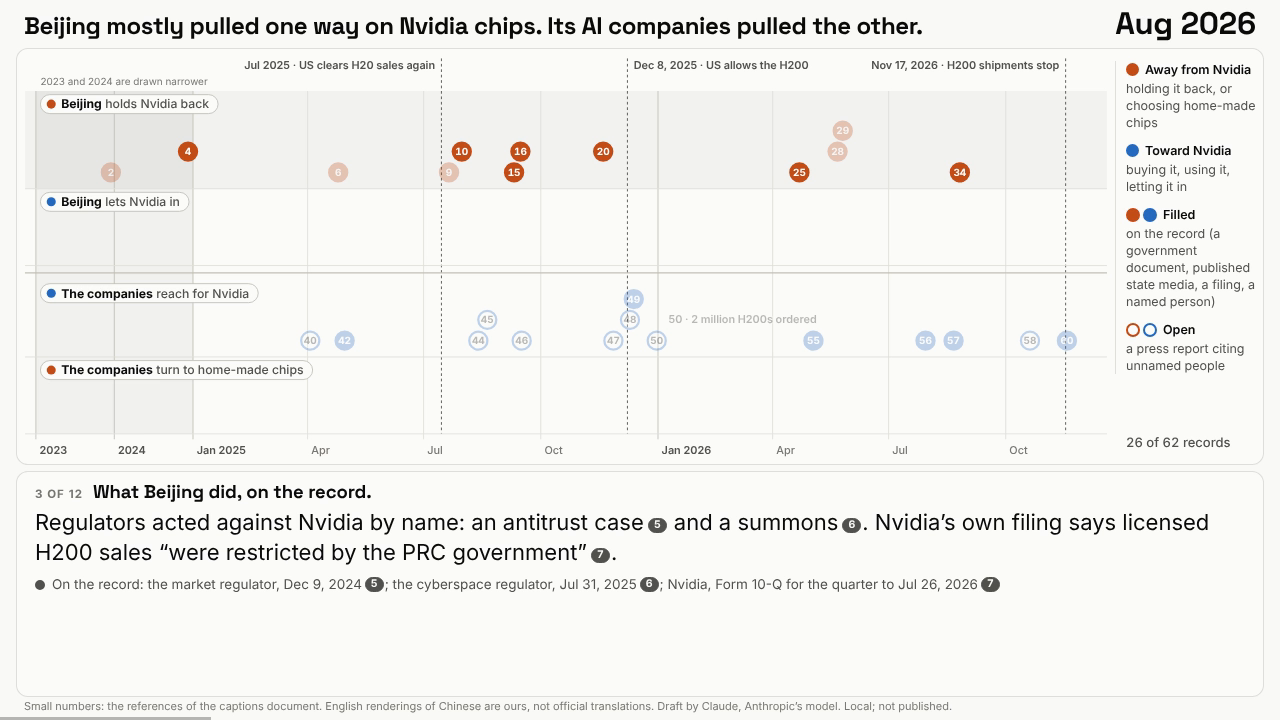 Beijing mostly pulled one way on Nvidia chips. Its AI companies pulled the other.
Aug 2026
Jul 2025 · US clears H20 sales again
Dec 8, 2025 · US allows the H200
Nov 17, 2026 · H200 shipments stop
2023 and 2024 are drawn narrower
Beijing holds Nvidia back
29
4
10
16
20
28
2
6
9
15
25
34
Beijing lets Nvidia in
The companies reach for Nvidia
49
45
48
50 · 2 million H200s ordered
40
42
44
46
47
50
55
56
57
58
60
The companies turn to home-made chips
2023
2024
Jan 2025
Apr
Jul
Oct
Jan 2026
Apr
Jul
Oct
Away from Nvidia
holding it back, or
choosing home-made
chips
Toward Nvidia
buying it, using it,
letting it in
Filled
on the record (a
government
document, published
state media, a filing, a
named person)
Open
a press report citing
unnamed people
26 of 62 records
3 OF 12 What Beijing did, on the record.
Regulators acted against Nvidia by name: an antitrust case 5 and a summons 6. Nvidia’s own filing says licensed
H200 sales “were restricted by the PRC government” 7.
On the record: the market regulator, Dec 9, 2024 5; the cyberspace regulator, Jul 31, 2025 6; Nvidia, Form 10-Q for the quarter to Jul 26, 2026 7
Small numbers: the references of the captions document. English renderings of Chinese are ours, not official translations. Draft by Claude, Anthropic’s model. Local; not published.